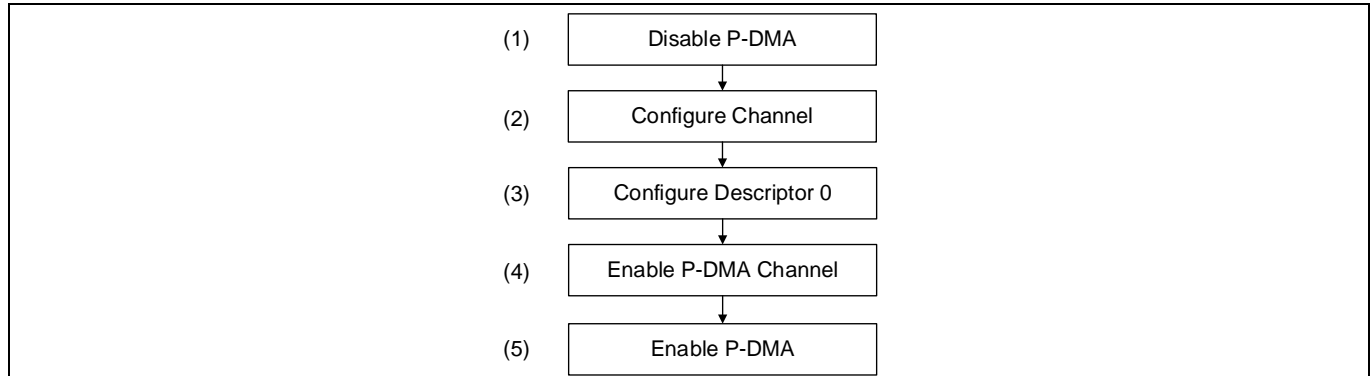 (1) Disable P-DMA
(2) Configure Channel
(3) Configure Descriptor 0
(4) Enable P-DMA Channel
(5) Enable P-DMA